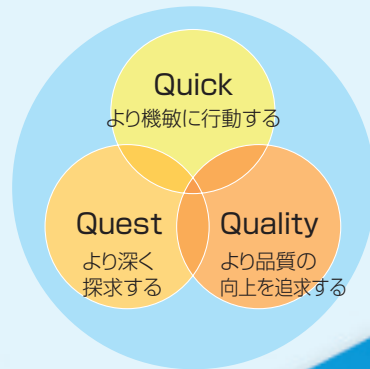 Quick
より機敏に行動する
Quest
より深く
探求する
Quality
より品質の
向上を追求する